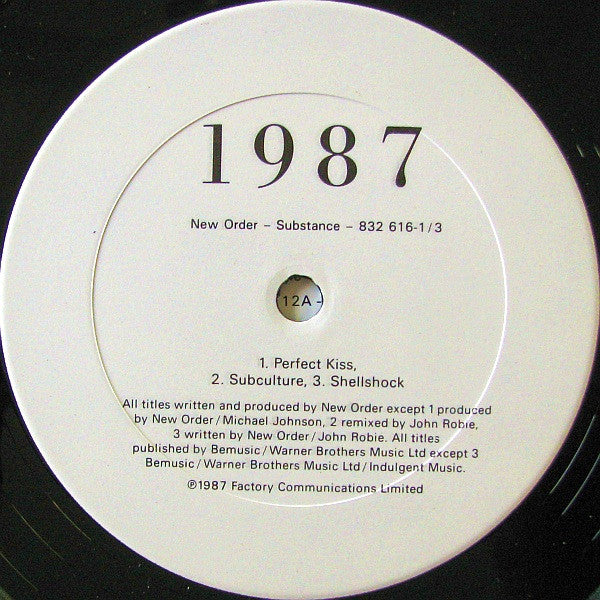 1987
New Order – Substance – 832 616-1/3
12A -
1. Perfect Kiss,
2. Subculture, 3. Shellshock
All titles written and produced by New Order except 1 produced
by New Order/Michael Johnson, 2 remixed by John Robie,
3 written by New Order/John Robie. All titles
published by Bemusic/Warner Brothers Music Ltd except 3
Bemusic/Warner Brothers Music Ltd/Indulgent Music.
℗1987 Factory Communications Limited